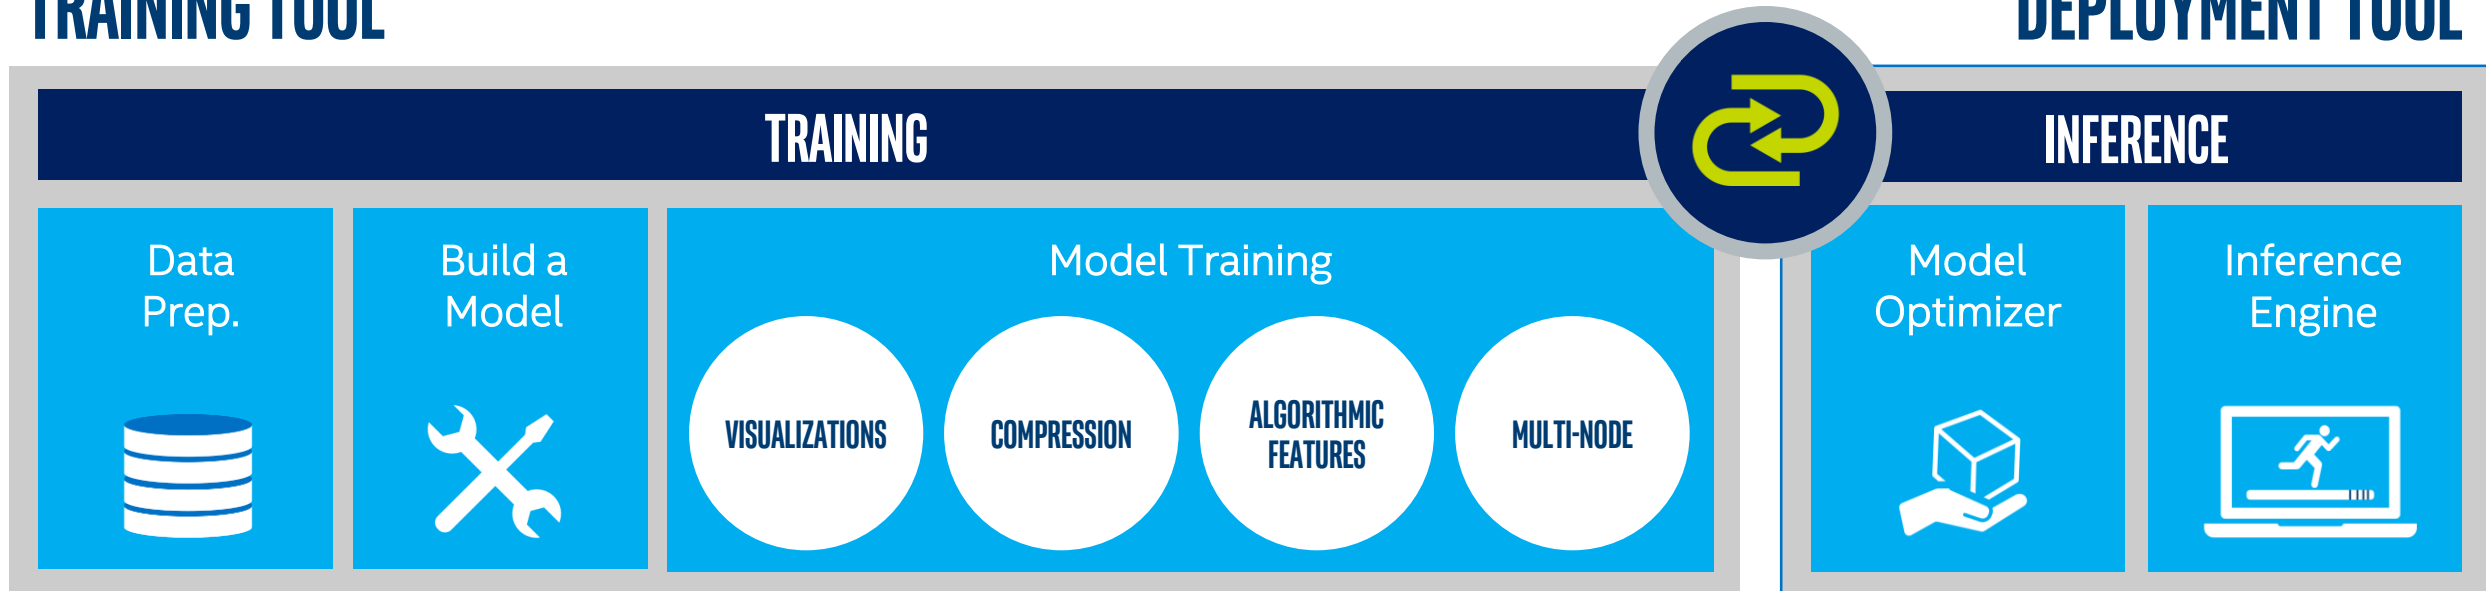 TRAINING TOOL
DEPLOYMENT TOOL
TRAINING
INFERENCE
Data
Prep.
Build a
Model
Model Training
VISUALIZATIONS
COMPRESSION
ALGORITHMIC
FEATURES
MULTI-NODE
Model
Optimizer
Inference
Engine